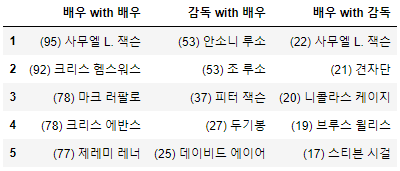 배우 with 배우 감독 with 배우 배우 with 감독
1 (95) 사무엘 L. 잭슨 (53) 안소니 루소 (22) 사무엘 L. 잭슨
2 (92) 크리스 헴스워스 (53) 조 루소 (21) 견자단
3 (78) 마크 러팔로 (37) 피터 잭슨 (20) 니콜라스 케이지
4 (78) 크리스 에반스 (27) 두기봉 (19) 브루스 윌리스
5 (77) 제레미 레너 (25) 데이비드 에이어 (17) 스티븐 시걸